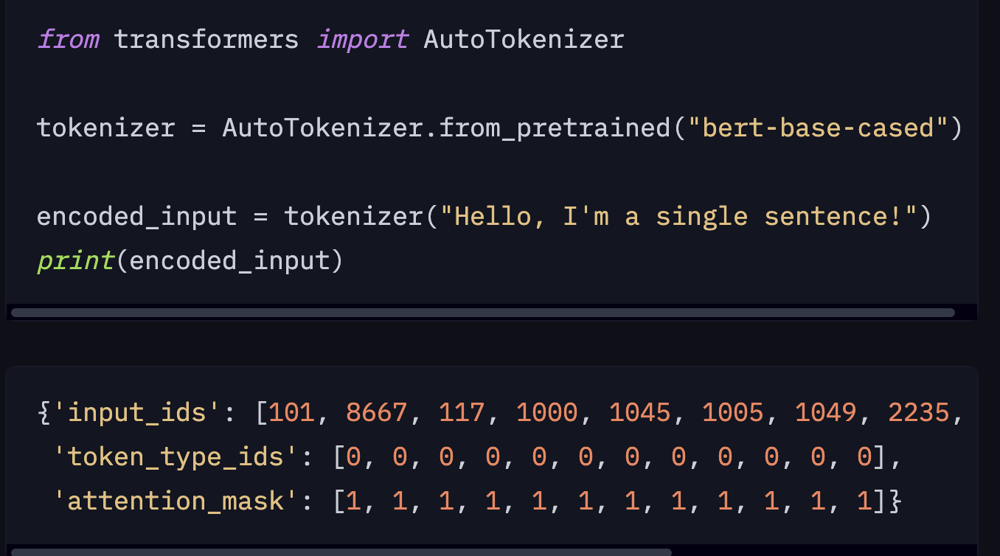 from transformers import AutoTokenizer
tokenizer = AutoTokenizer.from_pretrained("bert-base-cased")
encoded_input = tokenizer("Hello, I'm a single sentence!")
print(encoded_input)
{'input_ids': [101, 8667, 117, 1000, 1045, 1005, 1049, 2235,
'token_type_ids': [0, 0, 0, 0, 0, 0, 0, 0, 0, 0, 0, 0],
'attention_mask': [1, 1, 1, 1, 1, 1, 1, 1, 1, 1, 1, 1]}